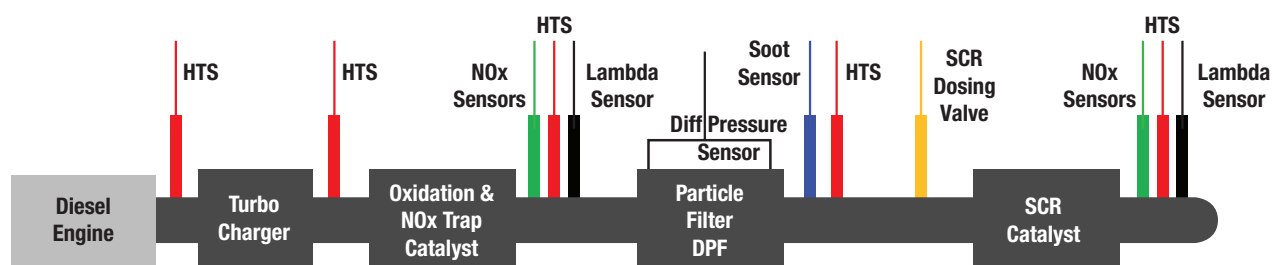 HTS
HTS
HTS
NOx
Sensors
Lambda
Sensor
Diff Pressure
Sensor
Soot
Sensor
HTS
SCR
Dosing
Valve
HTS
NOx
Sensors
Lambda
Sensor
Diesel
Engine
Turbo
Charger
Oxidation &
NOx Trap
Catalyst
Particle
Filter
DPF
SCR
Catalyst